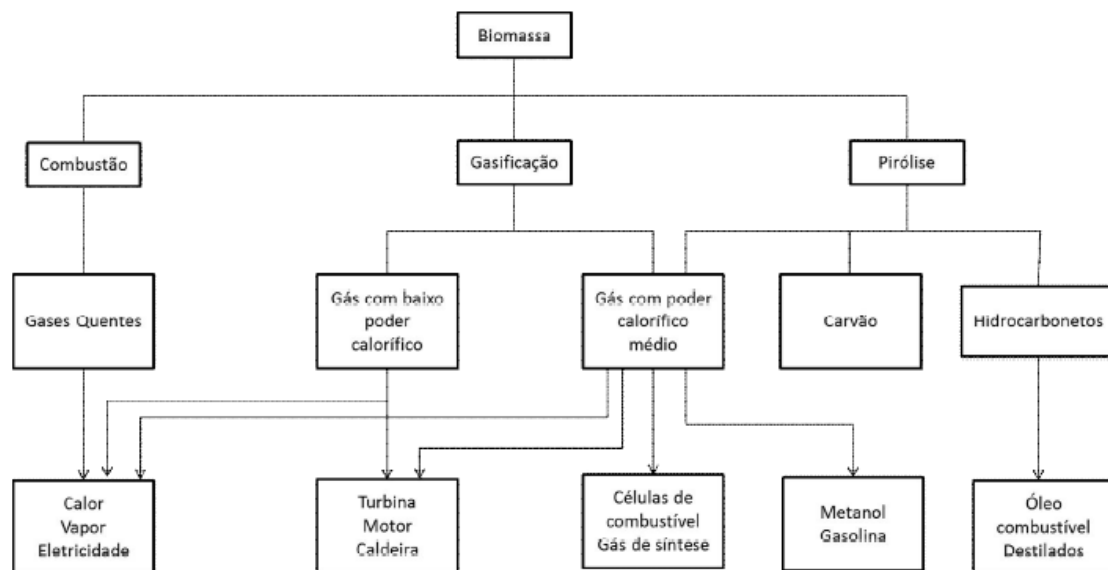 Biomassa
Combustão
Gasificação
Pirólise
Gases Quentes
Gás com baixo
poder
calorífico
Gás com poder
calorífico
médio
Carvão
Hidrocarbonetos
Calor
Vapor
Eletricidade
Turbina
Motor
Caldeira
Células de
combustível
Gás de síntese
Metanol
Gasolina
Óleo
combustível
Destilados